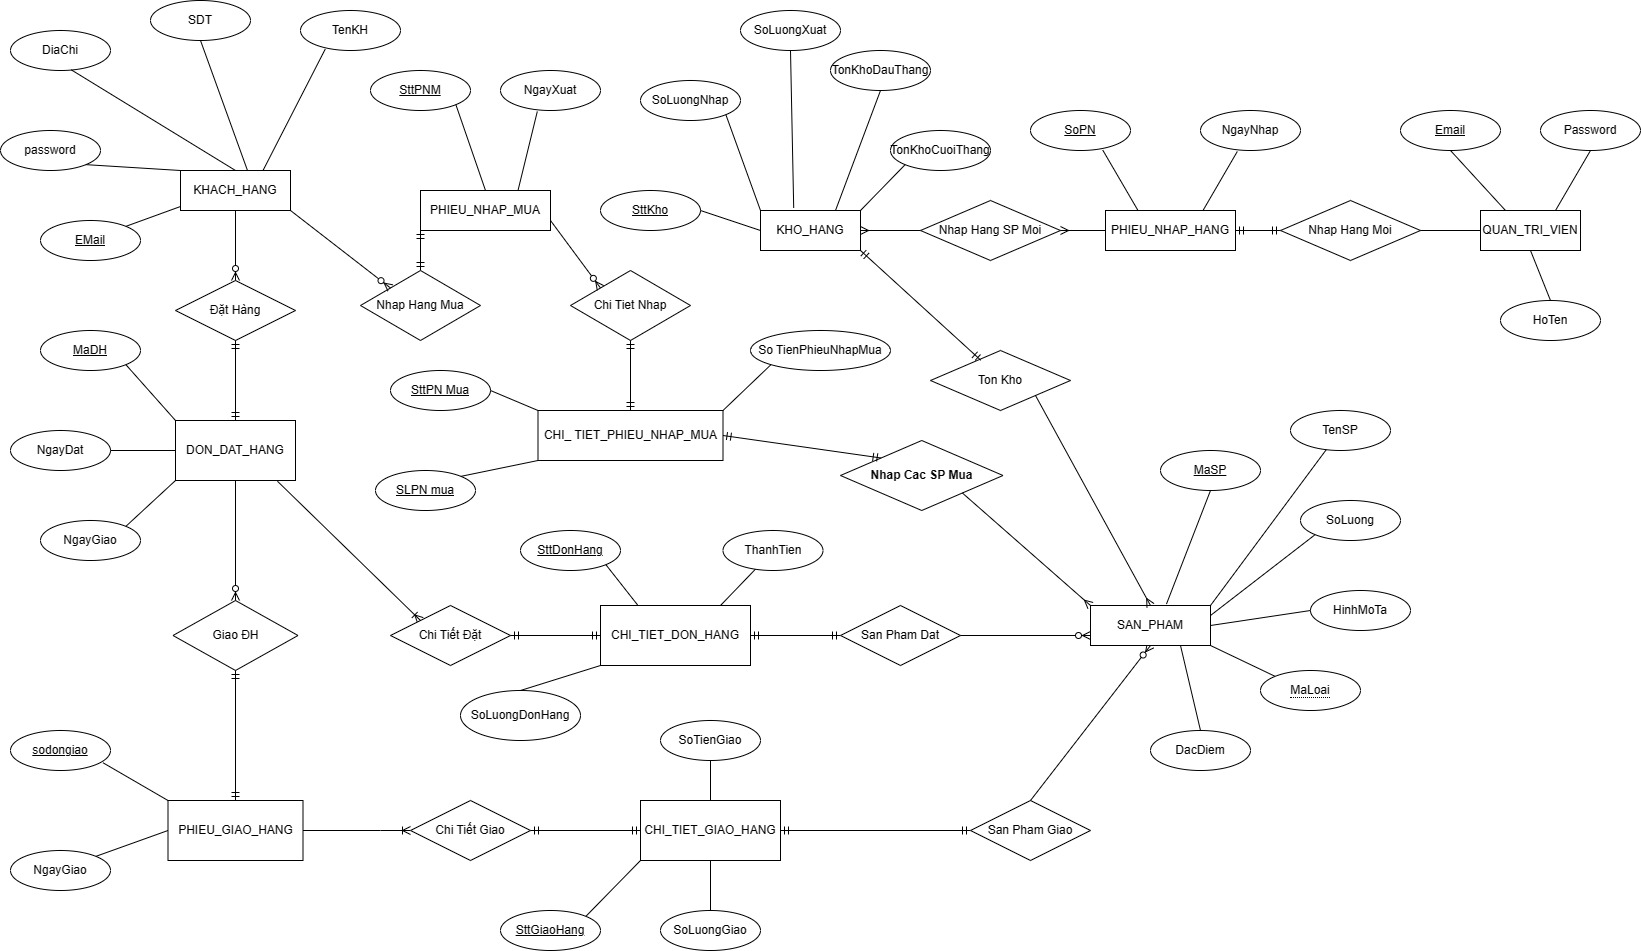 SDT
TenKH
SoLuongXuat
DiaChi
TonKhoDauThang
SttPNM
NgayXuat
SoLuongNhap
SoPN
NgayNhap
Email
Password
password
TonKhoCuoiThang
KHACH_HANG
PHIEU_NHAP_MUA
SttKho
EMail
KHO_HANG
Nhap Hang SP Moi
PHIEU_NHAP_HANG
Nhap Hang Moi
QUAN_TRI_VIEN
Đặt Hàng
Nhap Hang Mua
Chi Tiet Nhap
HoTen
MaDH
So TienPhieuNhapMua
Ton Kho
SttPN Mua
TenSP
NgayDat
DON_DAT_HANG
CHI_ TIET_PHIEU_NHAP_MUA
MaSP
Nhap Cac SP Mua
SLPN mua
SoLuong
NgayGiao
SttDonHang
ThanhTien
HinhMoTa
Giao ĐH
Chi Tiết Đặt
CHI_TIET_DON_HANG
San Pham Dat
SAN_PHAM
MaLoai
SoLuongDonHang
sodongiao
SoTienGiao
DacDiem
PHIEU_GIAO_HANG
Chi Tiết Giao
CHI_TIET_GIAO_HANG
San Pham Giao
NgayGiao
SttGiaoHang
SoLuongGiao